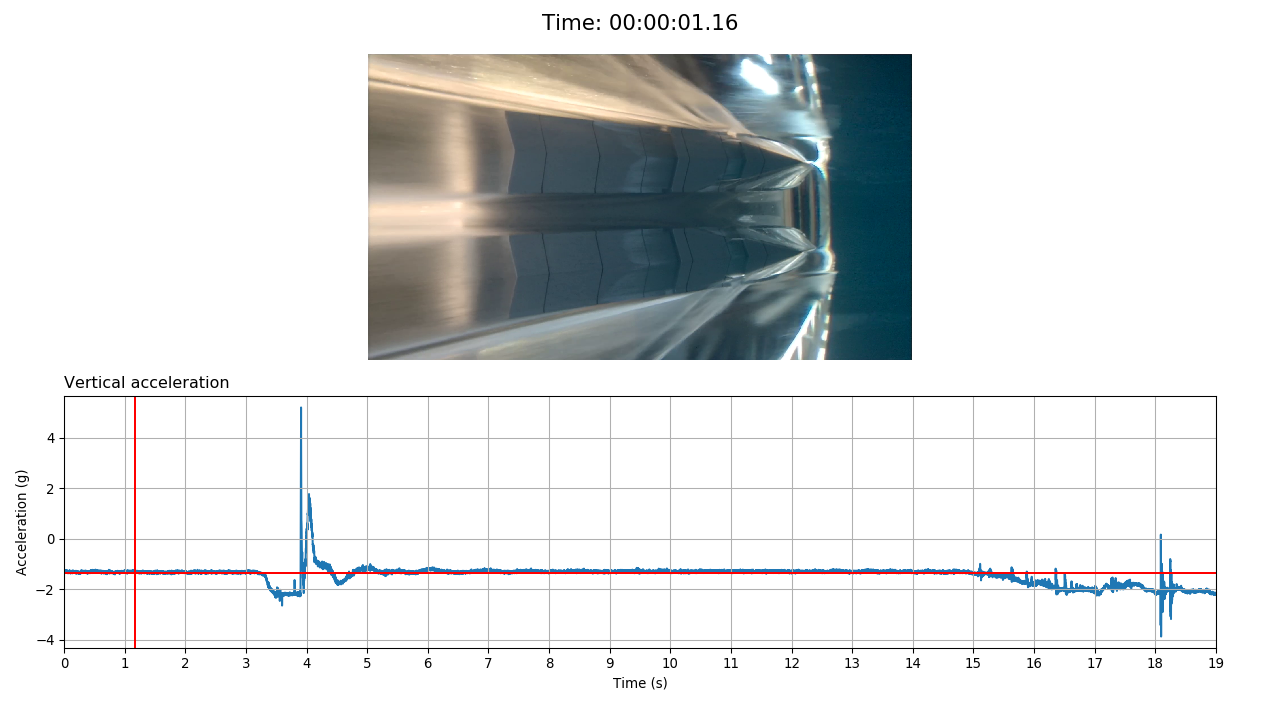 Time: 00:00:01.16
Vertical acceleration
Acceleration (g)
4
2
0
−2
−4
0 1 2 3 4 5 6 7 8 9 10 11 12 13 14 15 16 17 18 19
Time (s)